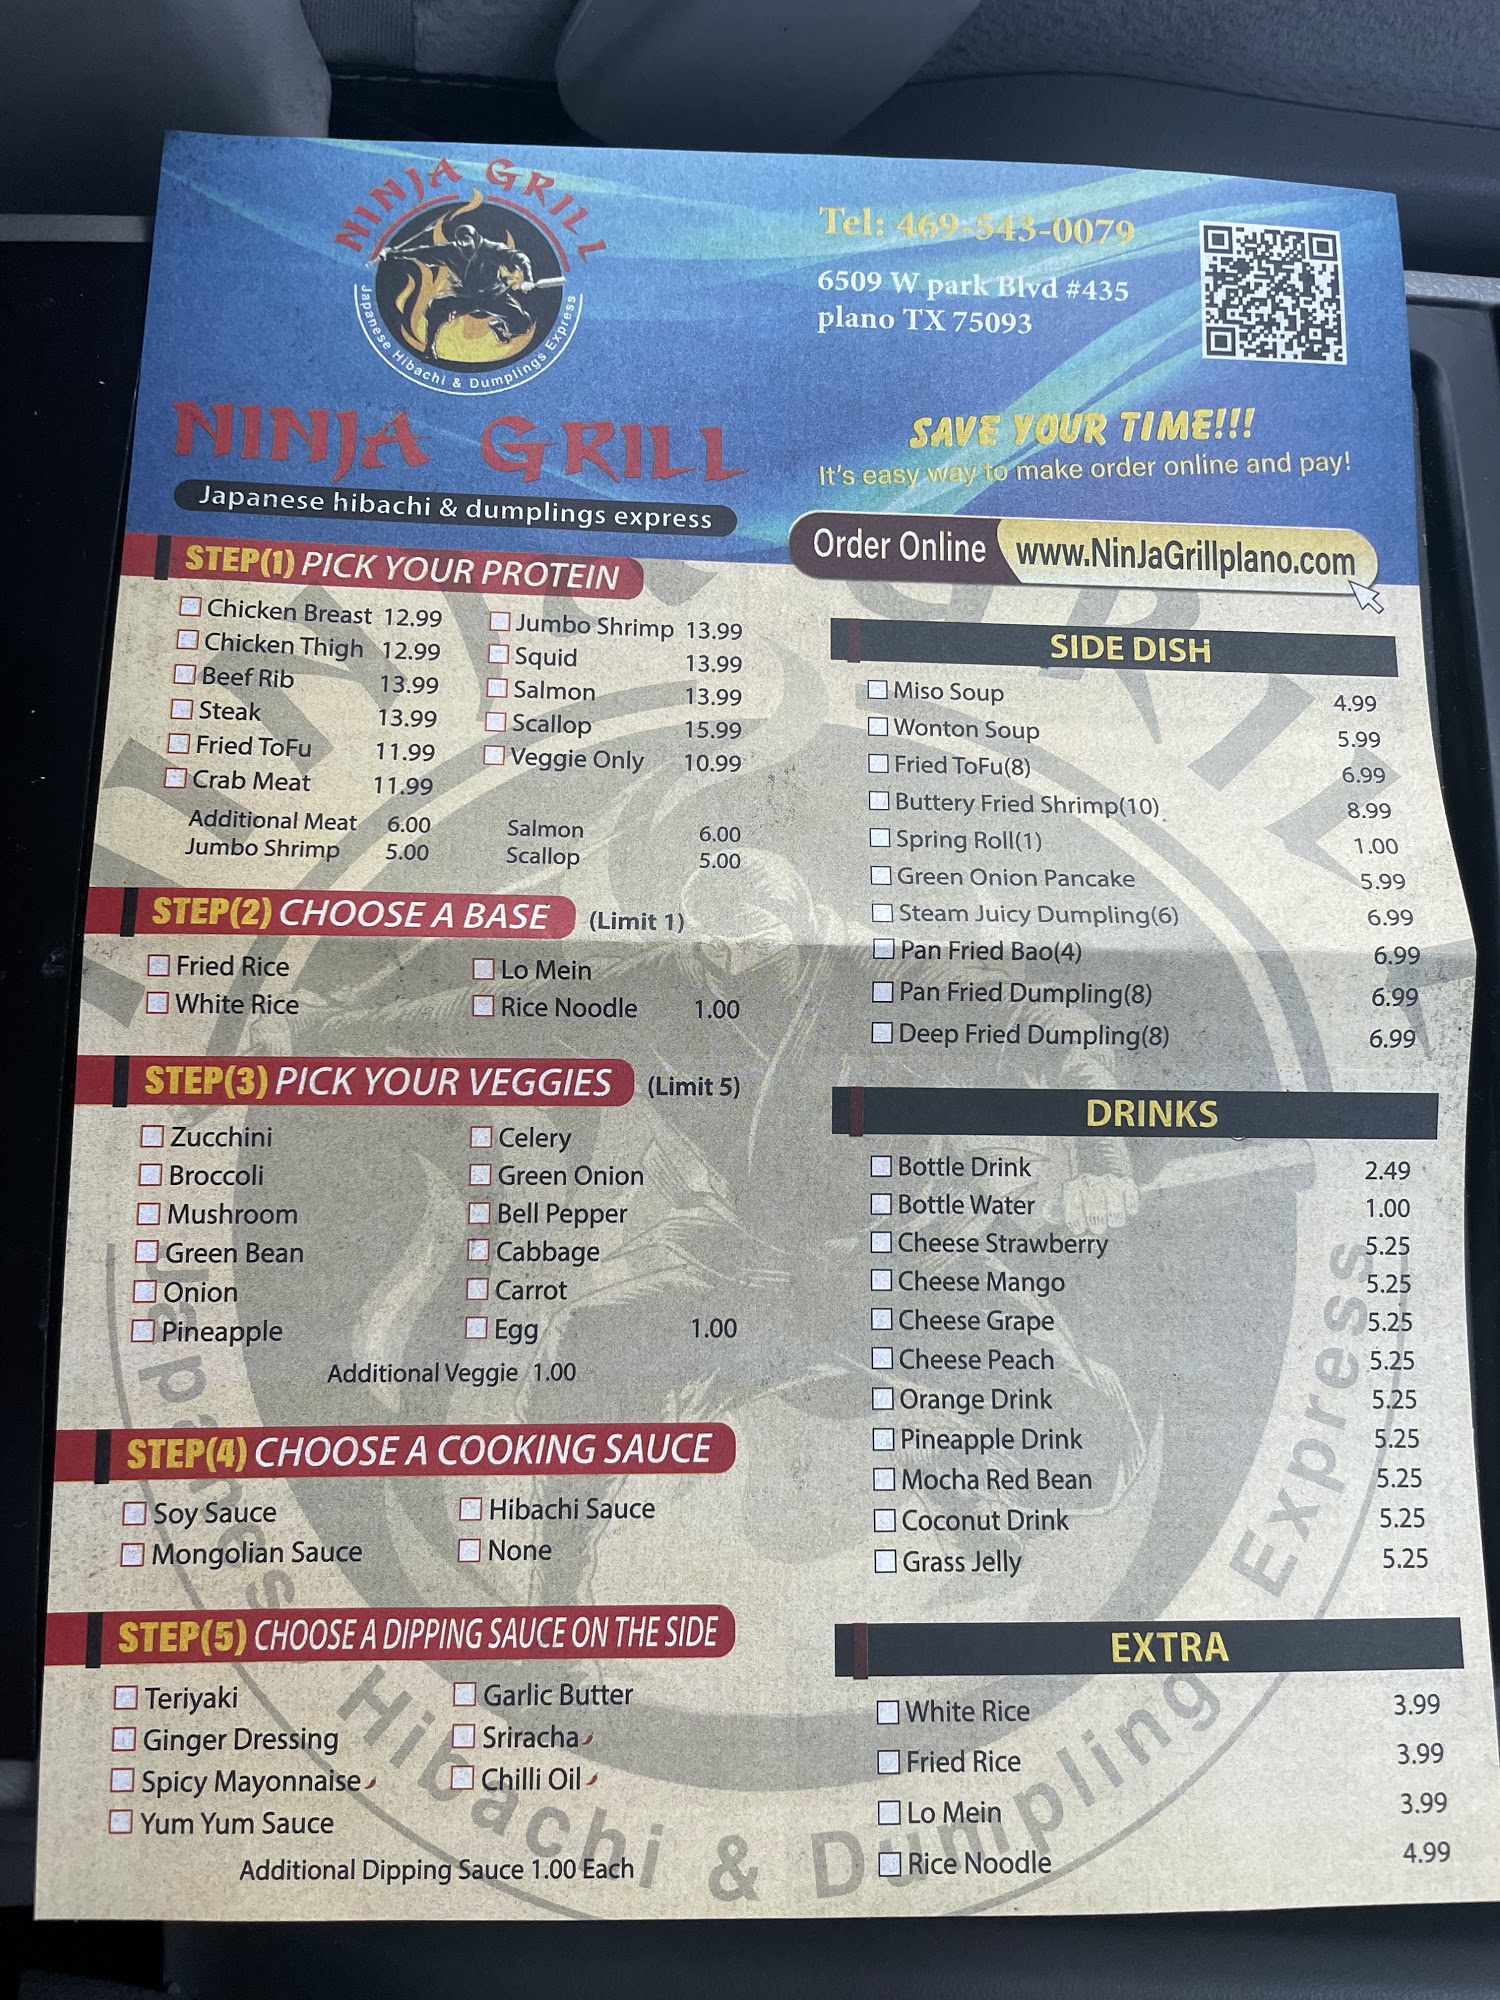 NINJA GRILL
Japanese Hibachi & Dumplings Express
NINJA GRILL
Japanese hibachi & dumplings express
Tel: 469-543-0079
6509 W park Blvd #435
plano TX 75093
SAVE YOUR TIME!!!
It's easy way to make order online and pay!
Order Online www.NinJaGrillplano.com
STEP(1) PICK YOUR PROTEIN
Chicken Breast 12.99
Chicken Thigh 12.99
Beef Rib 13.99
Steak 13.99
Fried ToFu 11.99
Crab Meat 11.99
Jumbo Shrimp 13.99
Squid 13.99
Salmon 13.99
Scallop 15.99
Veggie Only 10.99
Additional Meat 6.00
Jumbo Shrimp 5.00
Salmon 6.00
Scallop 5.00
STEP(2) CHOOSE A BASE (Limit 1)
Fried Rice
White Rice
Lo Mein
Rice Noodle 1.00
STEP(3) PICK YOUR VEGGIES (Limit 5)
Zucchini
Broccoli
Mushroom
Green Bean
Onion
Pineapple
Celery
Green Onion
Bell Pepper
Cabbage
Carrot
Egg 1.00
Additional Veggie 1.00
STEP(4) CHOOSE A COOKING SAUCE
Soy Sauce
Mongolian Sauce
Hibachi Sauce
None
STEP(5) CHOOSE A DIPPING SAUCE ON THE SIDE
Teriyaki
Ginger Dressing
Spicy Mayonnaise
Yum Yum Sauce
Garlic Butter
Sriracha
Chilli Oil
Additional Dipping Sauce 1.00 Each
SIDE DISH
Miso Soup 4.99
Wonton Soup 5.99
Fried ToFu(8) 6.99
Buttery Fried Shrimp(10) 8.99
Spring Roll(1) 1.00
Green Onion Pancake 5.99
Steam Juicy Dumpling(6) 6.99
Pan Fried Bao(4) 6.99
Pan Fried Dumpling(8) 6.99
Deep Fried Dumpling(8) 6.99
DRINKS
Bottle Drink 2.49
Bottle Water 1.00
Cheese Strawberry 5.25
Cheese Mango 5.25
Cheese Grape 5.25
Cheese Peach 5.25
Orange Drink 5.25
Pineapple Drink 5.25
Mocha Red Bean 5.25
Coconut Drink 5.25
Grass Jelly 5.25
EXTRA
White Rice 3.99
Fried Rice 3.99
Lo Mein 3.99
Rice Noodle 4.99
Japanese Hibachi & Dumpling Express